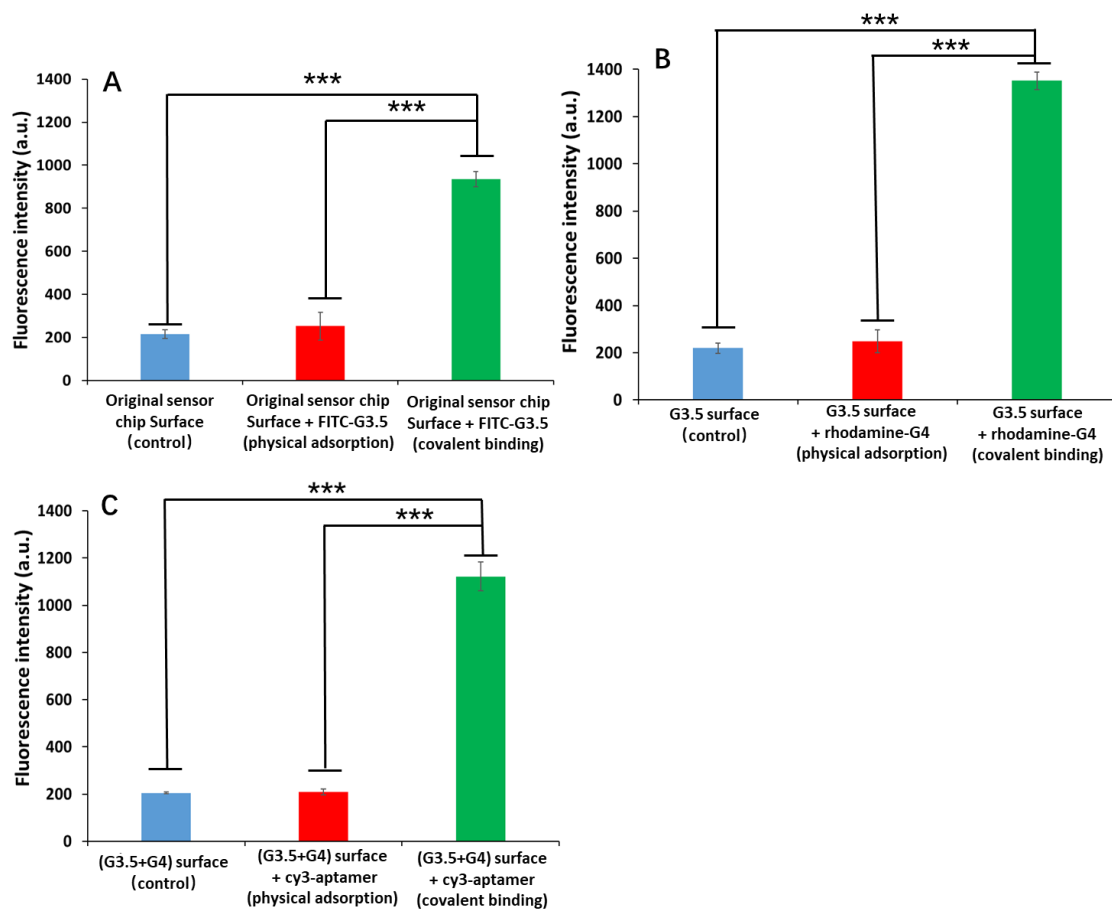 A
Fluorescence intensity (a.u.)
1400
1200
1000
800
600
400
200
0
***
***
Original sensor
chip Surface
(control)
Original sensor chip
Surface + FITC-G3.5
(physical adsorption)
Original sensor chip
Surface + FITC-G3.5
(covalent binding)
B
Fluorescence intensity (a.u.)
1400
1200
1000
800
600
400
200
0
***
***
G3.5 surface
(control)
G3.5 surface
+ rhodamine-G4
(physical adsorption)
G3.5 surface
+ rhodamine-G4
(covalent binding)
C
Fluorescence intensity (a.u.)
1400
1200
1000
800
600
400
200
0
***
***
(G3.5+G4) surface
(control)
(G3.5+G4) surface
+ cy3-aptamer
(physical adsorption)
(G3.5+G4) surface
+ cy3-aptamer
(covalent binding)